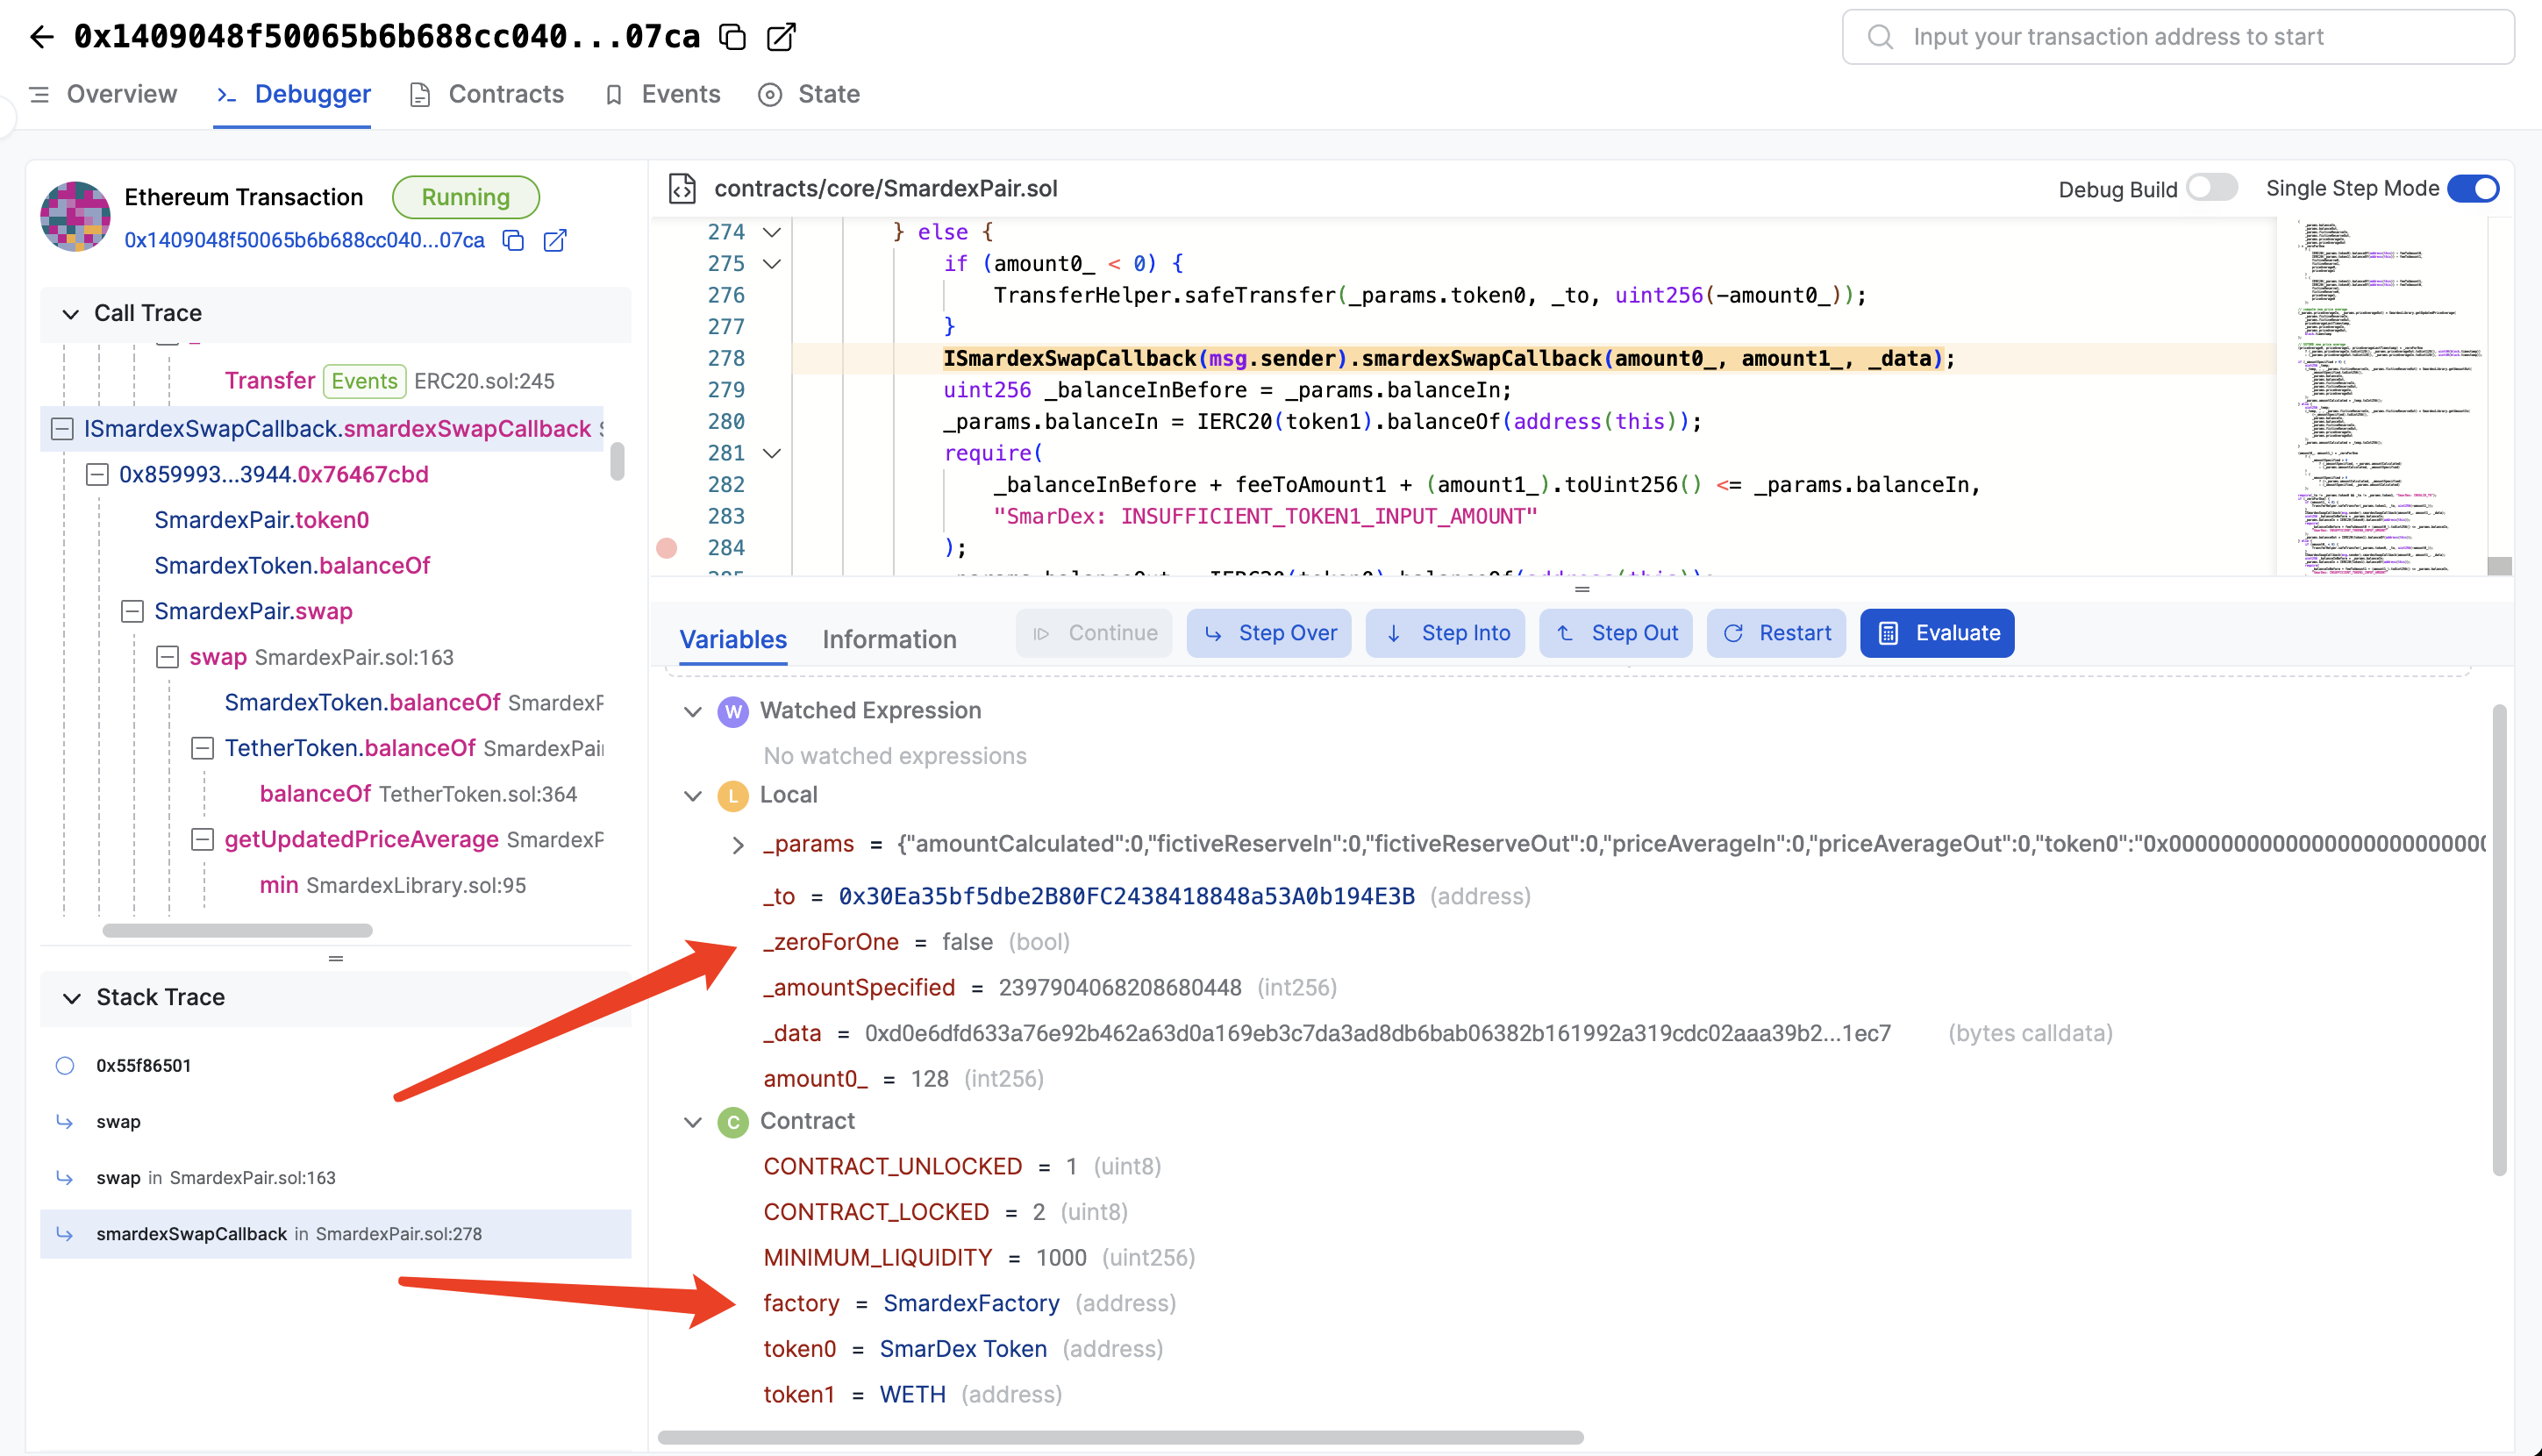 0x1409048f50065b6b688cc040...07ca
Input your transaction address to start
Overview
Debugger
Contracts
Events
State
Ethereum Transaction Running
0x1409048f50065b6b688cc040...07ca
Call Trace
Transfer Events ERC20.sol:245
ISmardexSwapCallback.smardexSwapCallback
0x859993...3944.0x76467cbd
SmardexPair.token0
SmardexToken.balanceOf
SmardexPair.swap
swap SmardexPair.sol:163
SmardexToken.balanceOf SmardexP
TetherToken.balanceOf SmardexPai
balanceOf TetherToken.sol:364
getUpdatedPriceAverage SmardexP
min SmardexLibrary.sol:95
Stack Trace
0x55f86501
swap
swap in SmardexPair.sol:163
smardexSwapCallback in SmardexPair.sol:278
contracts/core/SmardexPair.sol
Debug Build
Single Step Mode
274 } else {
275 if (amount0_ < 0) {
276 TransferHelper.safeTransfer(_params.token0, _to, uint256(-amount0_));
277 }
278 ISmardexSwapCallback(msg.sender).smardexSwapCallback(amount0_, amount1_, _data);
279 uint256 _balanceInBefore = _params.balanceIn;
280 _params.balanceIn = IERC20(token1).balanceOf(address(this));
281 require(
282 _balanceInBefore + feeToAmount1 + (amount1_).toUint256() <= _params.balanceIn,
283 "SmarDex: INSUFFICIENT_TOKEN1_INPUT_AMOUNT"
284 );
Variables
Information
Continue
Step Over
Step Into
Step Out
Restart
Evaluate
W Watched Expression
No watched expressions
L Local
_params = {"amountCalculated":0,"fictiveReserveIn":0,"fictiveReserveOut":0,"priceAverageIn":0,"priceAverageOut":0,"token0":"0x000000000000000000000000
_to = 0x30Ea35bf5dbe2B80FC2438418848a53A0b194E3B (address)
_zeroForOne = false (bool)
_amountSpecified = 2397904068208680448 (int256)
_data = 0xd0e6dfd633a76e92b462a63d0a169eb3c7da3ad8db6bab06382b161992a319cdc02aaa39b2...1ec7 (bytes calldata)
amount0_ = 128 (int256)
C Contract
CONTRACT_UNLOCKED = 1 (uint8)
CONTRACT_LOCKED = 2 (uint8)
MINIMUM_LIQUIDITY = 1000 (uint256)
factory = SmardexFactory (address)
token0 = SmarDex Token (address)
token1 = WETH (address)